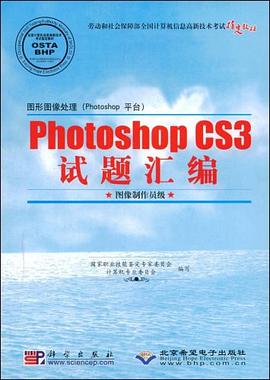 劳动和社会保障部全国计算机信息高新技术考试指定教材
OSTA
BHP
图形图像处理（Photoshop 平台）
Photoshop CS3
试题汇编
★图像制作员级★
国家职业技能鉴定专家委员会
计算机专业委员会
编写
科学出版社
www.sciencep.com
北京希望电子出版社
Beijing Hope Electronic Press
www.bhp.com.cn